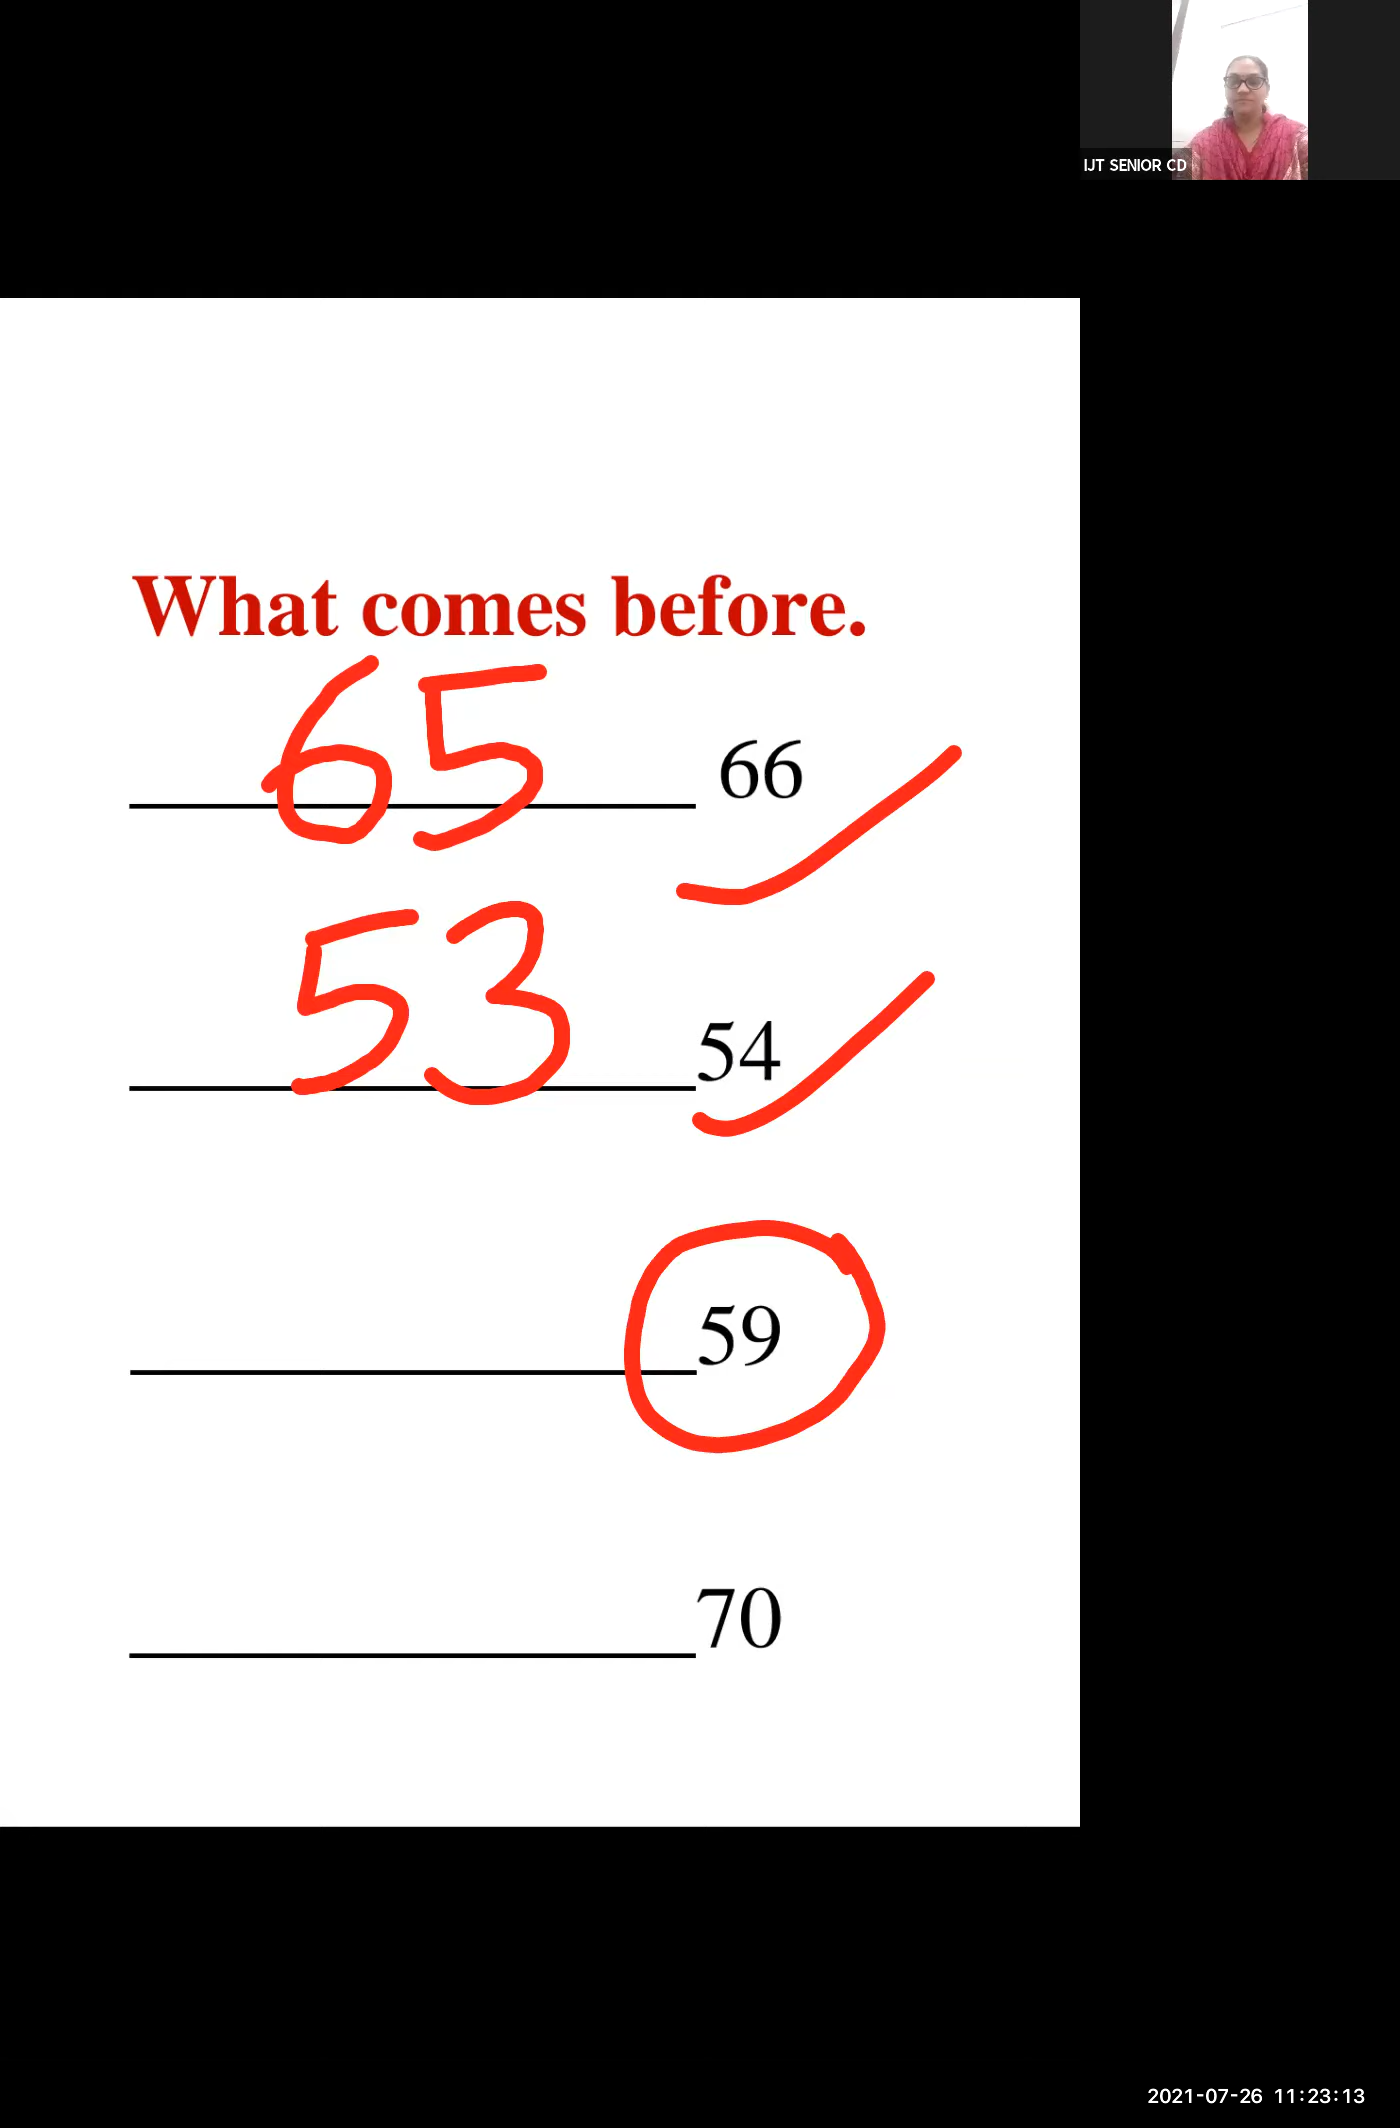 IJT SENIOR CD
What comes before.
65 66
53 54
59
70
2021-07-26 11:23:13